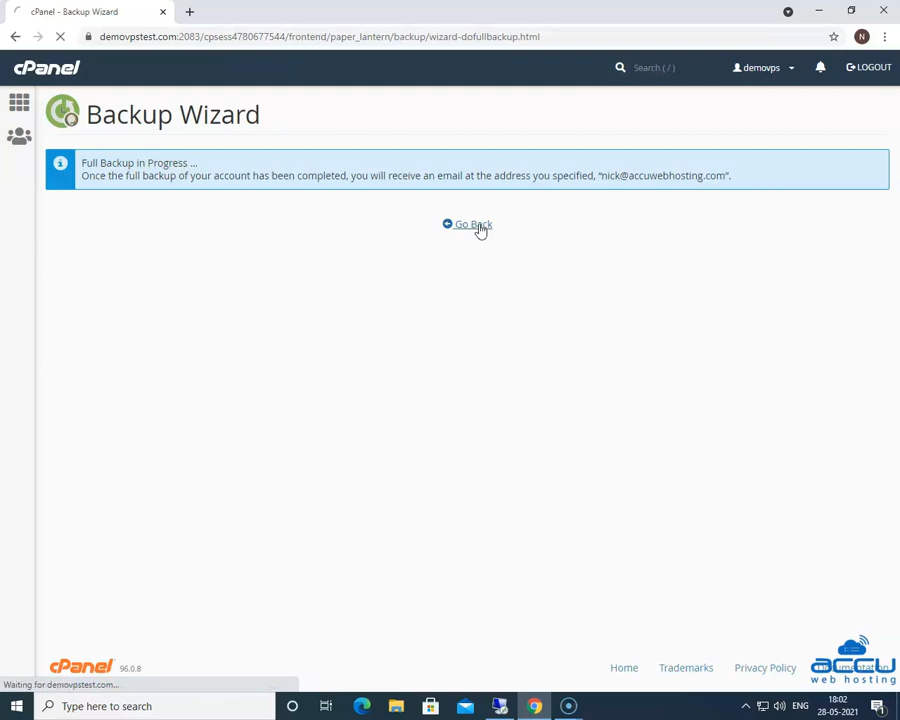 cPanel - Backup Wizard
demovpstest.com:2083/cpsess4780677544/frontend/paper_lantern/backup/wizard-dofullbackup.html
N
cPanel
Search ( / )
demovps
LOGOUT
Backup Wizard
Full Backup in Progress ...
Once the full backup of your account has been completed, you will receive an email at the address you specified, “nick@accuwebhosting.com”.
Go Back
cPanel 96.0.8
Home
Trademarks
Privacy Policy
Documentation
ACCU
web hosting
Waiting for demovpstest.com...
Type here to search
ENG
18:02
28-05-2021
1